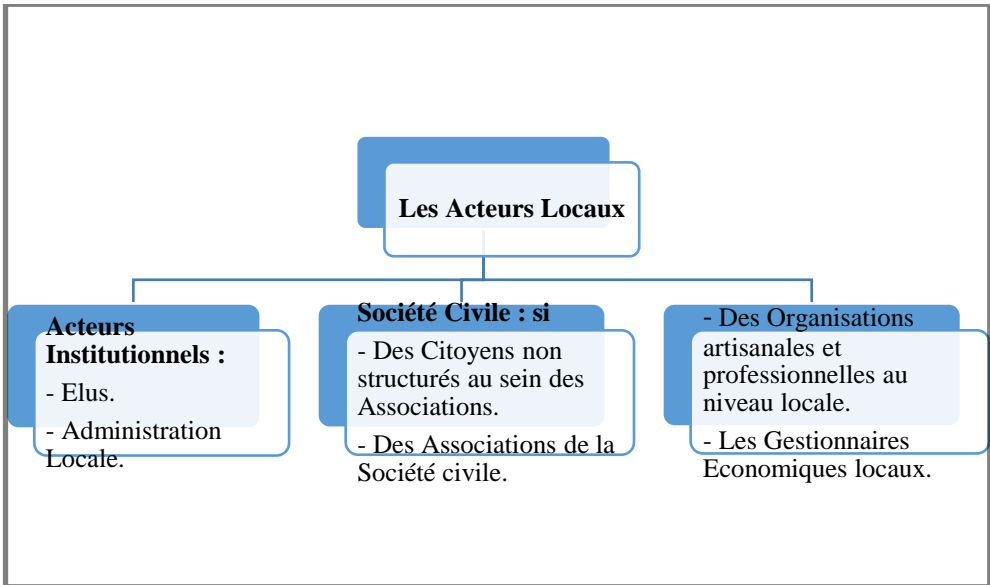 Les Acteurs Locaux
Acteurs
Institutionnels :
- Elus.
- Administration
Locale.
Société Civile : si
- Des Citoyens non
structurés au sein des
Associations.
- Des Associations de la
Société civile.
- Des Organisations
artisanales et
professionnelles au
niveau locale.
- Les Gestionnaires
Economiques locaux.